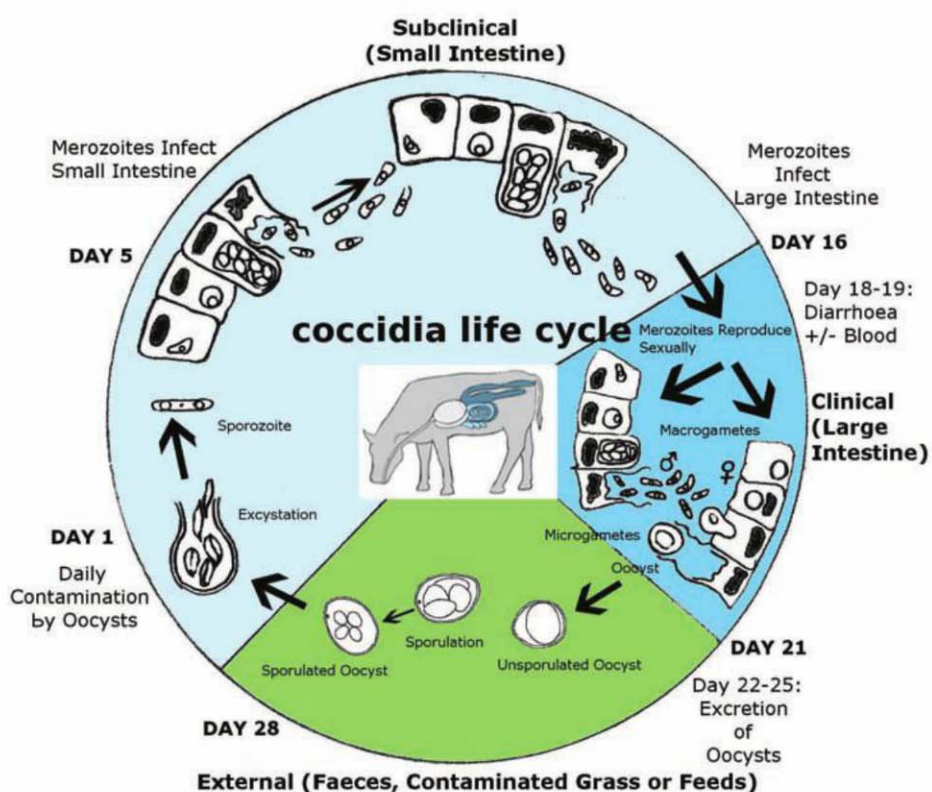 Subclinical
(Small Intestine)
Merozoites Infect
Small Intestine
Merozoites
Infect
Large Intestine
DAY 5
DAY 16
Day 18-19:
Diarrhoea
+/- Blood
coccidia life cycle
Merozoites Reproduce
Sexually
Clinical
(Large
Intestine)
Macrogametes
♂
♀
Sporozoite
Excystation
Microgametes
Oocyst
DAY 1
Daily
Contamination
by Oocysts
Sporulation
Sporulated Oocyst
Unsporulated Oocyst
DAY 21
Day 22-25:
Excretion
of
Oocysts
DAY 28
External (Faeces, Contaminated Grass or Feeds)